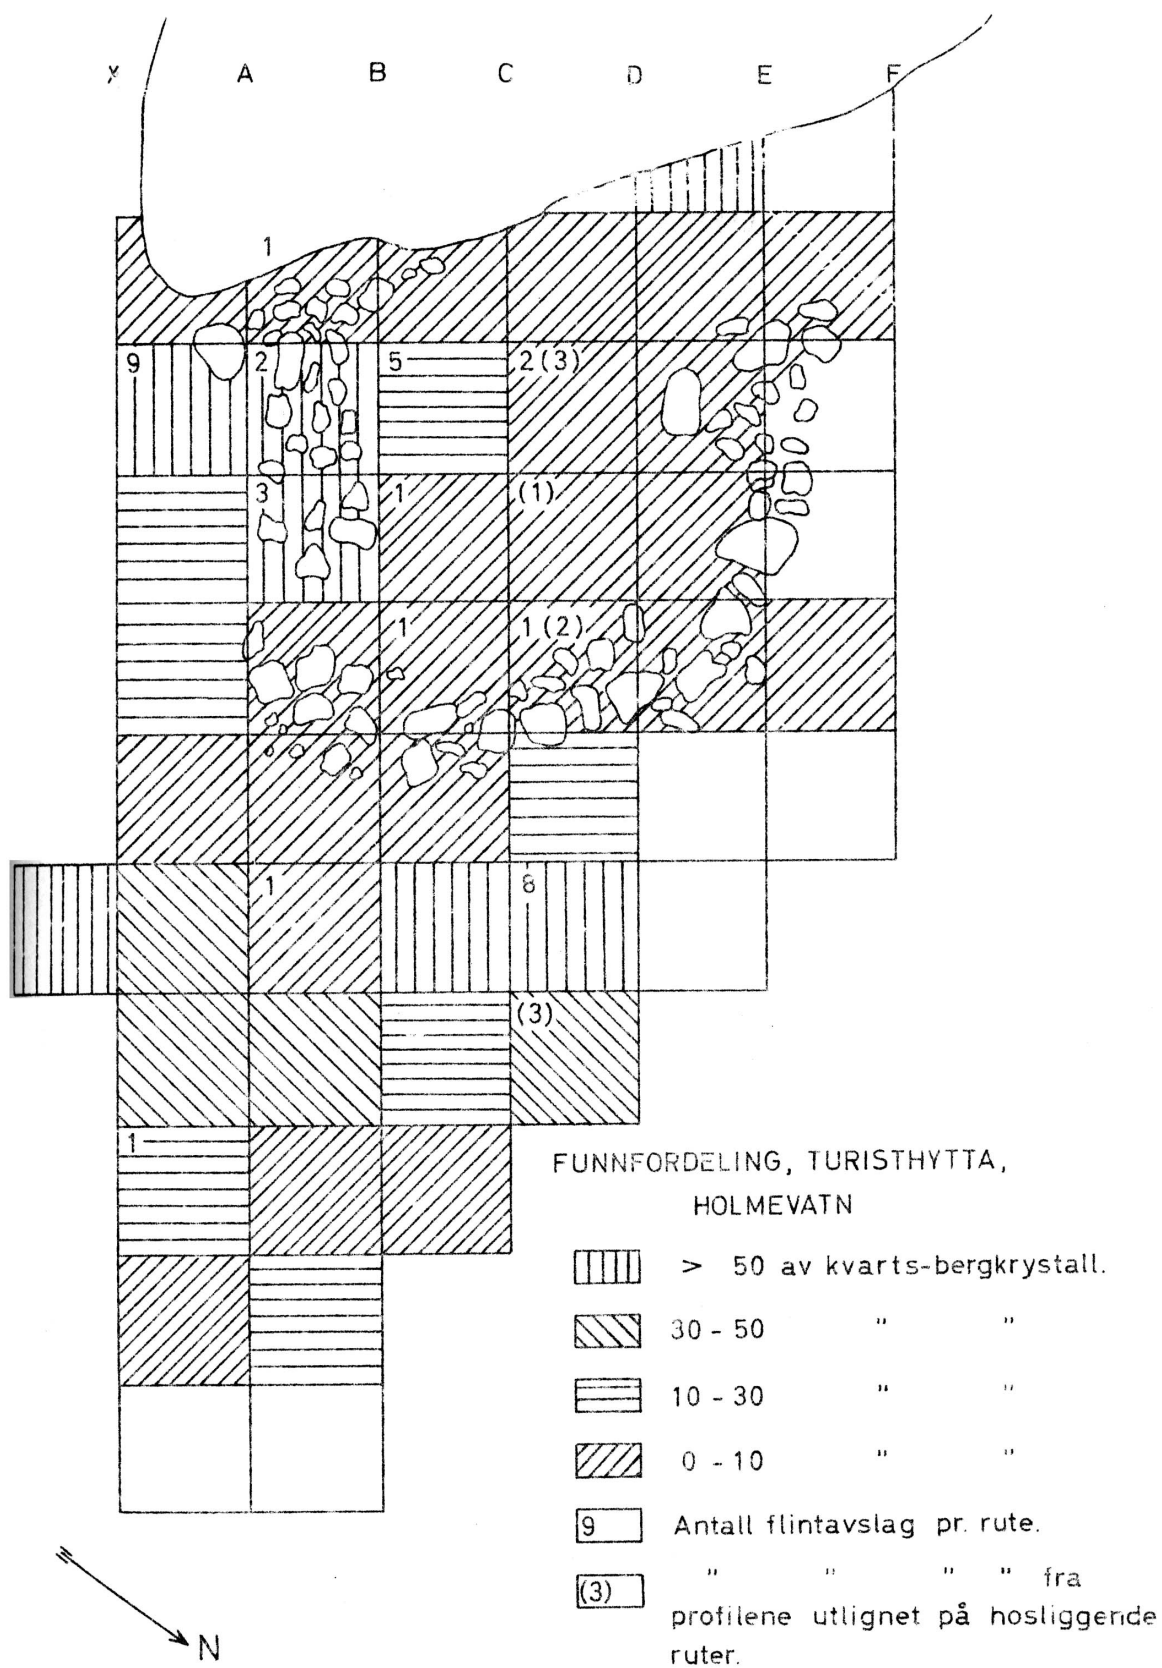 X A B C D E F
1
9 2 5 2(3)
3 1 (1)
1 1(2)
1 8
(3)
1
FUNNFORDELING, TURISTHYTTA,
HOLMEVATN
> 50 av kvarts-bergkrystall.
30 - 50 " "
10 - 30 " "
0 - 10 " "
9 Antall flintavslag pr. rute.
(3) " " " " fra
profilene utlignet på hosliggende
ruter.
N